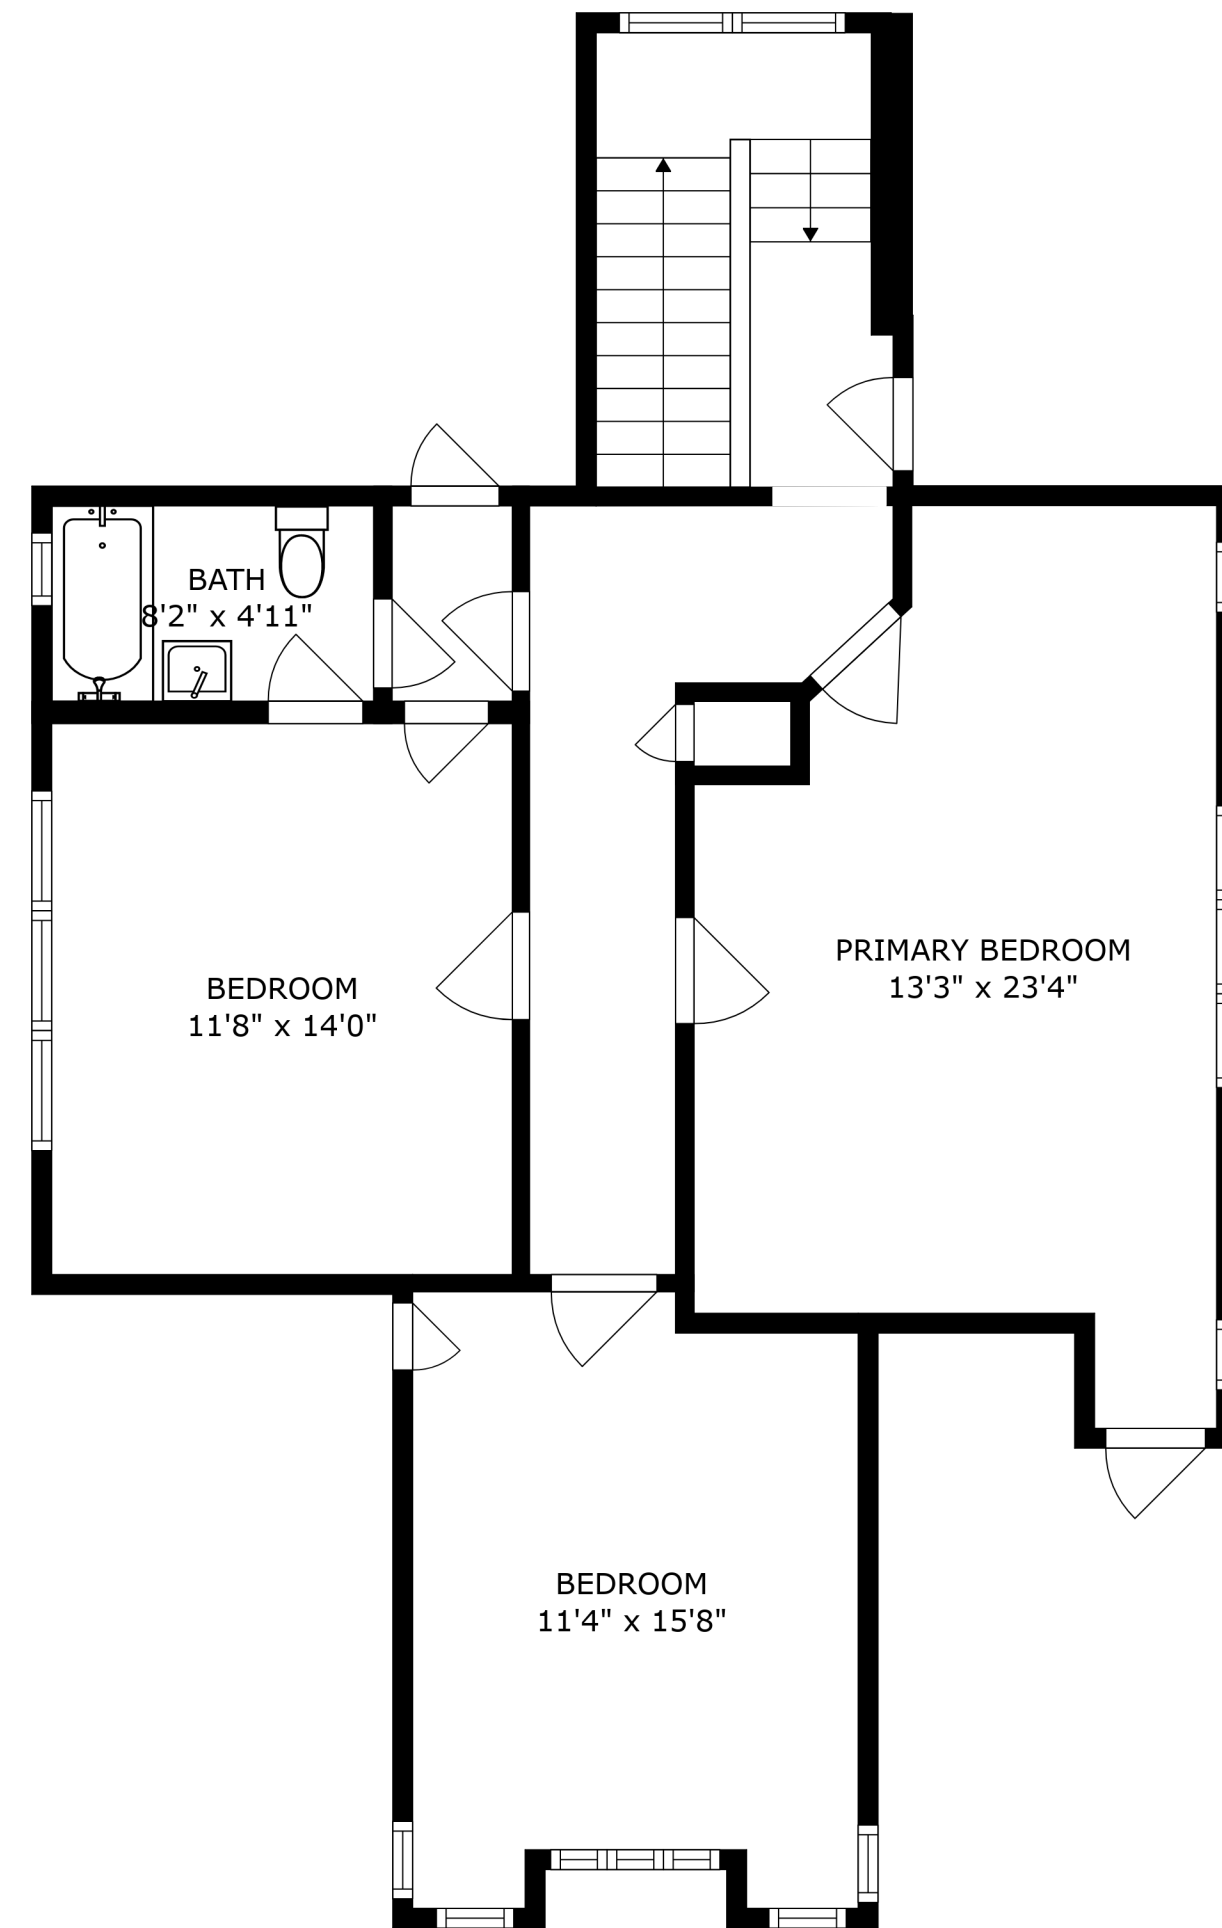 BATH
8'2" x 4'11"
PRIMARY BEDROOM
13'3" x 23'4"
BEDROOM
11'8" x 14'0"
BEDROOM
11'4" x 15'8"